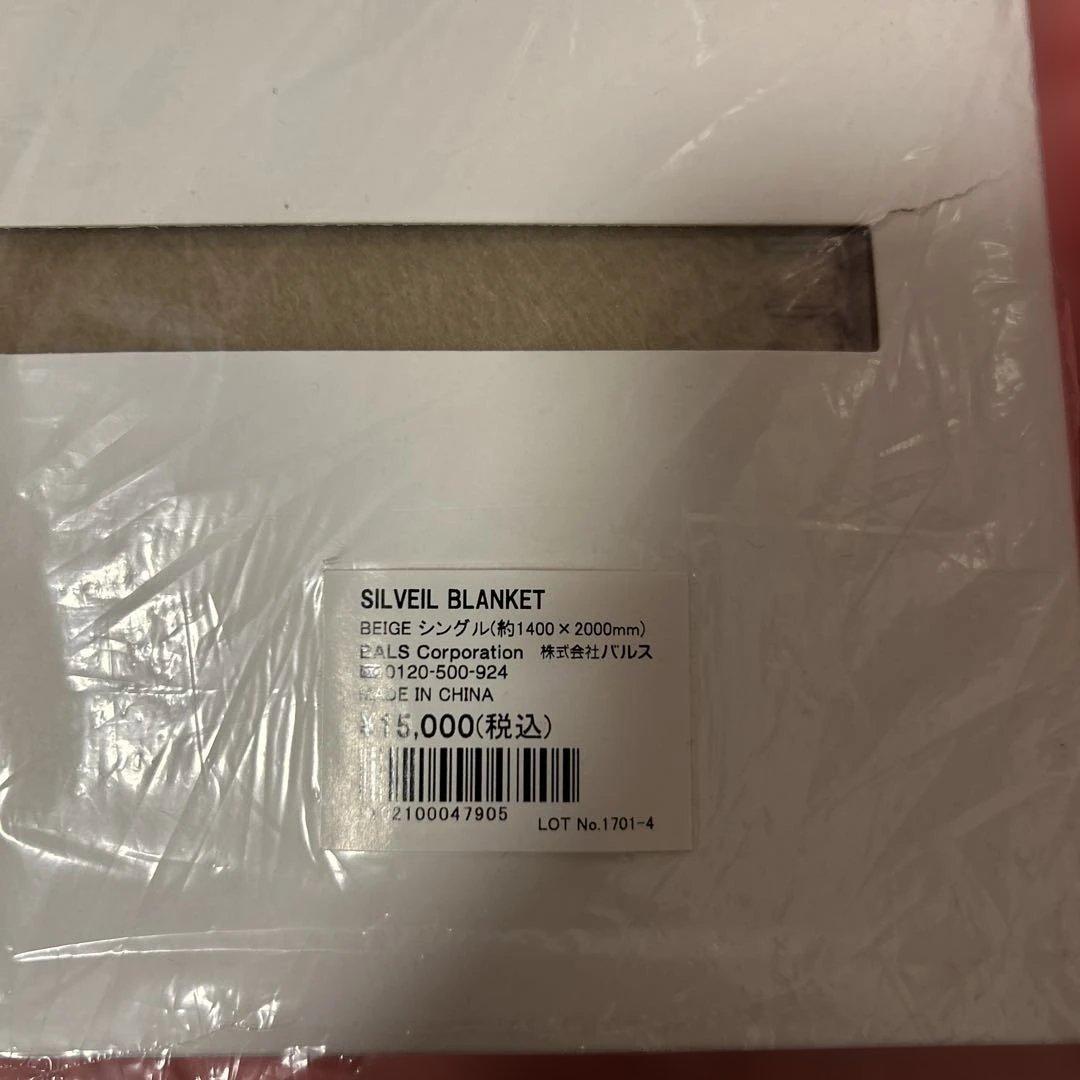 SILVEIL BLANKET
BEIGE シングル(約1400×2000mm)
BALS Corporation 株式会社バルス
0120-500-924
MADE IN CHINA
¥15,000(税込)
2100047905
LOT No.1701-4